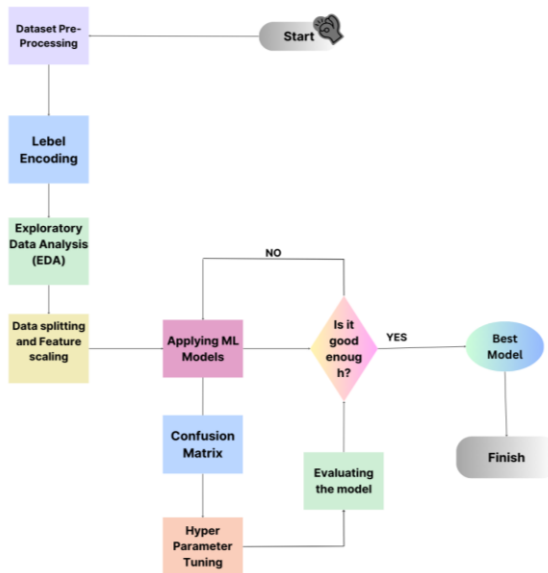 Dataset Pre-
Processing
Start
Lebel
Encoding
Exploratory
Data Analysis
(EDA)
NO
Data splitting
and Feature
scaling
Applying ML
Models
Is it
good
enoug
h?
YES
Best
Model
Confusion
Matrix
Evaluating
the model
Finish
Hyper
Parameter
Tuning